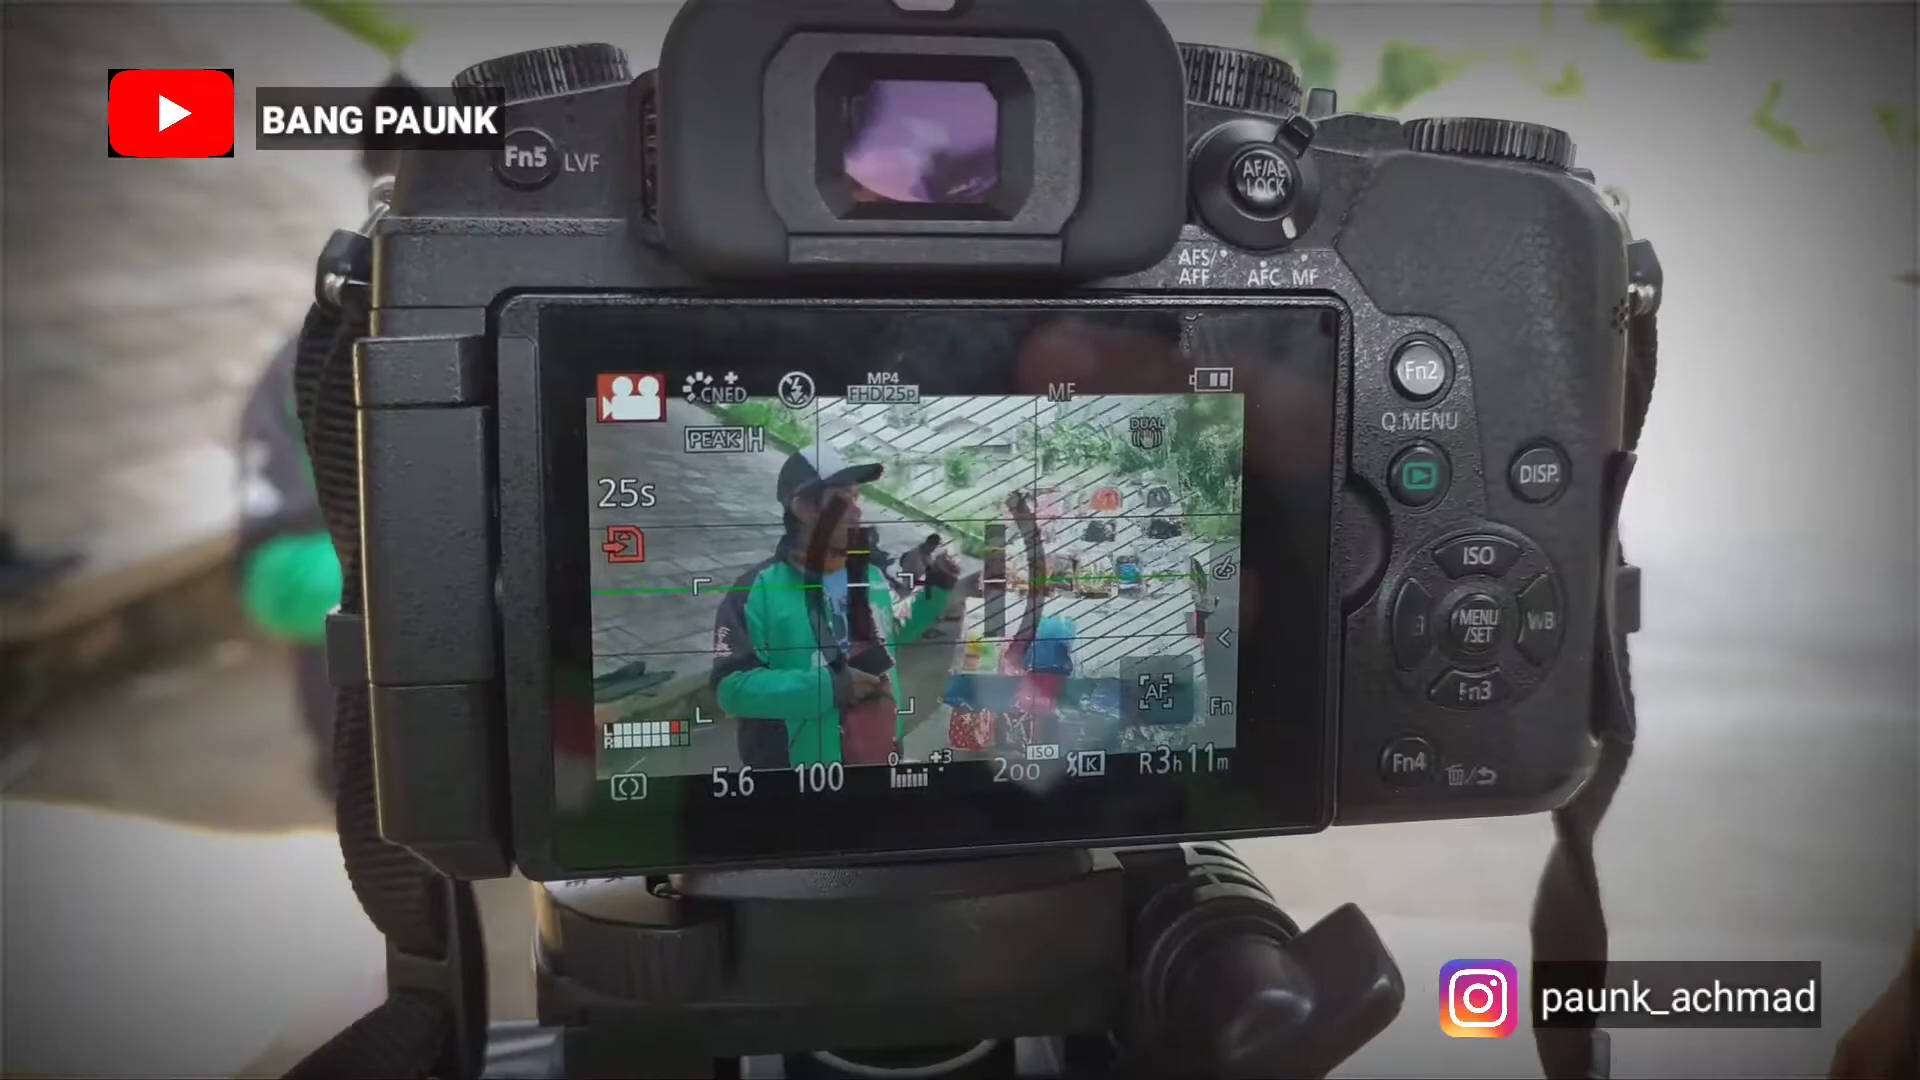 BANG PAUNK
Fn5 LVF
AF/AE
LOCK
AFS/
AFF AFC MF
Fn2
Q.MENU
DISP.
CNED
MP4
FHD 25p
MF
PEAK H
DUAL
25s
ISO
MENU
/SET
WB
Fn3
AF
Fn
L
R
5.6 100 0 +3 ISO 200 K R3h11m
Fn4
paunk_achmad